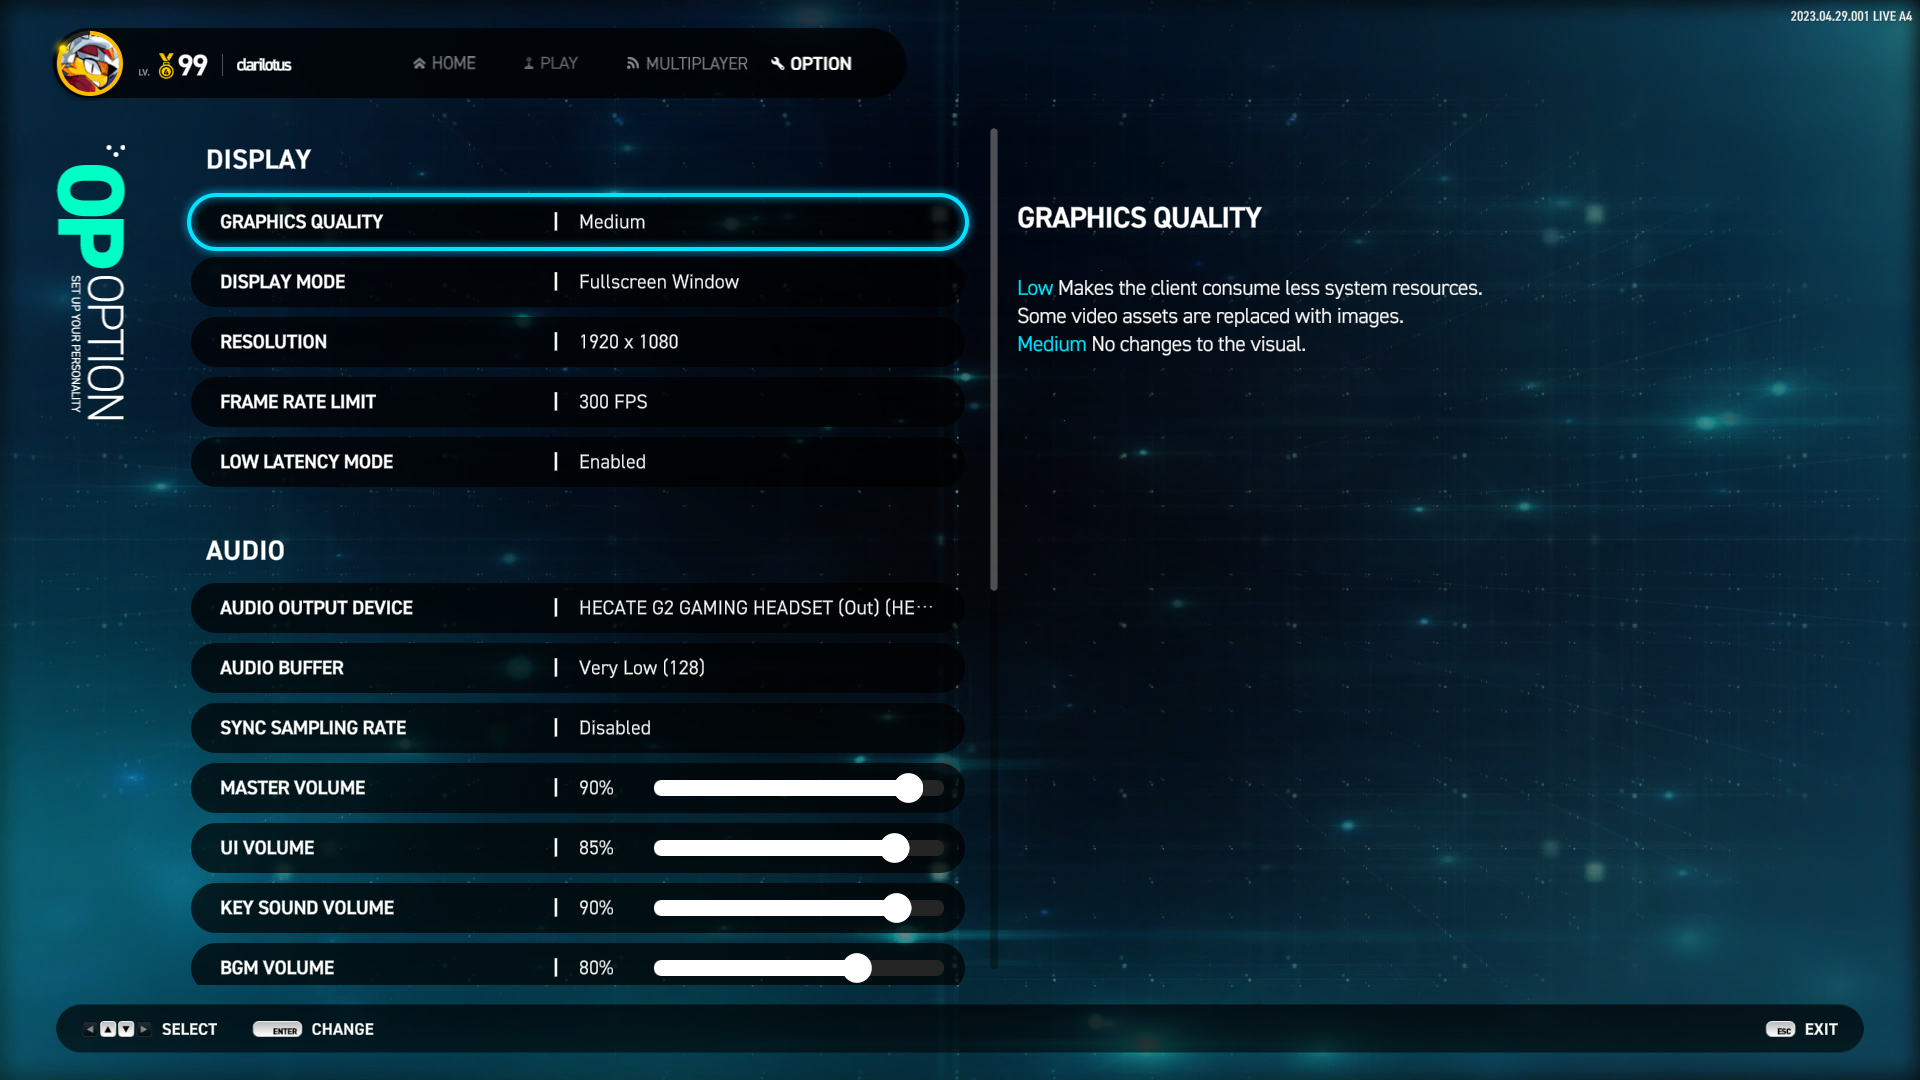 2023.04.29.001 LIVE A4
LV. 99 clarilotus
HOME PLAY MULTIPLAYER OPTION
OP
OPTION
SET UP YOUR PERSONALITY
DISPLAY
GRAPHICS QUALITY | Medium
DISPLAY MODE | Fullscreen Window
RESOLUTION | 1920 x 1080
FRAME RATE LIMIT | 300 FPS
LOW LATENCY MODE | Enabled
AUDIO
AUDIO OUTPUT DEVICE | HECATE G2 GAMING HEADSET (Out) (HE···
AUDIO BUFFER | Very Low (128)
SYNC SAMPLING RATE | Disabled
MASTER VOLUME | 90%
UI VOLUME | 85%
KEY SOUND VOLUME | 90%
BGM VOLUME | 80%
GRAPHICS QUALITY
Low Makes the client consume less system resources.
Some video assets are replaced with images.
Medium No changes to the visual.
SELECT ENTER CHANGE
ESC EXIT